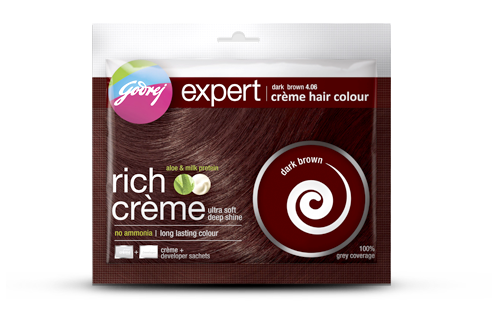 Godrej
expert
dark brown 4.06
crème hair colour
aloe & milk protein
rich
crème
ultra soft
deep shine
no ammonia | long lasting colour
crème +
developer sachets
dark brown
100%
grey coverage